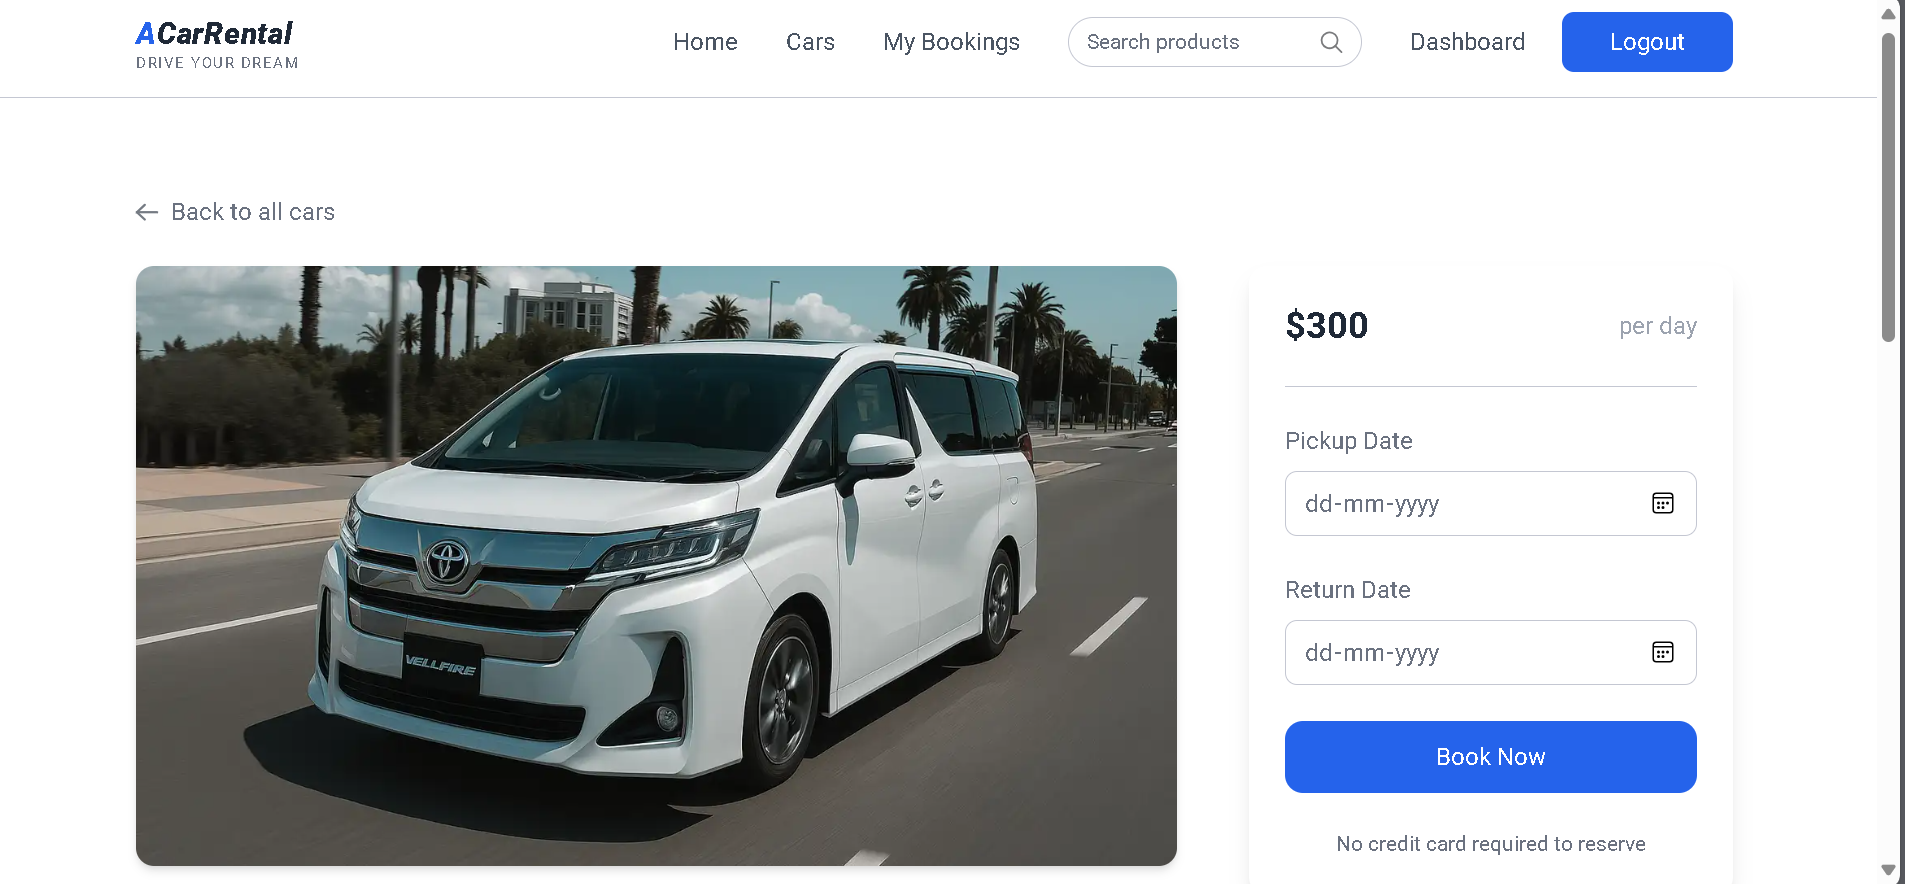 ACarRental
DRIVE YOUR DREAM
Home
Cars
My Bookings
Search products
Dashboard
Logout
Back to all cars
VELLFIRE
$300
per day
Pickup Date
dd-mm-yyyy
Return Date
dd-mm-yyyy
Book Now
No credit card required to reserve